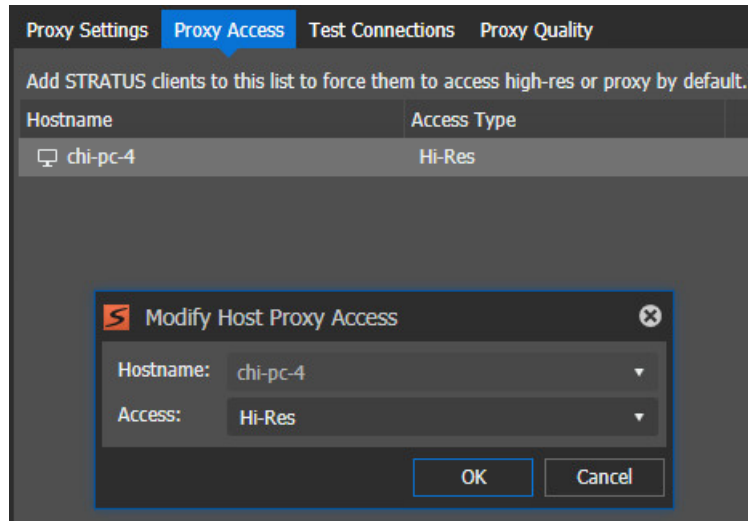 Proxy Settings Proxy Access Test Connections Proxy Quality
Add STRATUS clients to this list to force them to access high-res or proxy by default.
Hostname Access Type
chi-pc-4 Hi-Res
Modify Host Proxy Access
Hostname: chi-pc-4
Access: Hi-Res
OK Cancel